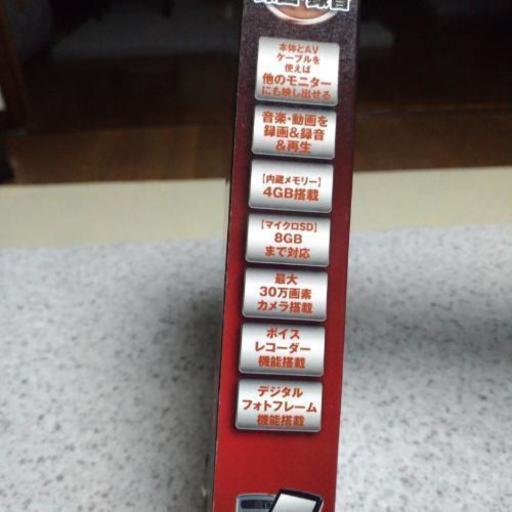 本体とAV
ケーブルを
使えば
他のモニター
にも映し出せる
音楽・動画を
録画&録音
&再生
[内蔵メモリー]
4GB搭載
[マイクロSD]
8GB
まで対応
最大
30万画素
カメラ搭載
ボイス
レコーダー
機能搭載
デジタル
フォトフレーム
機能搭載